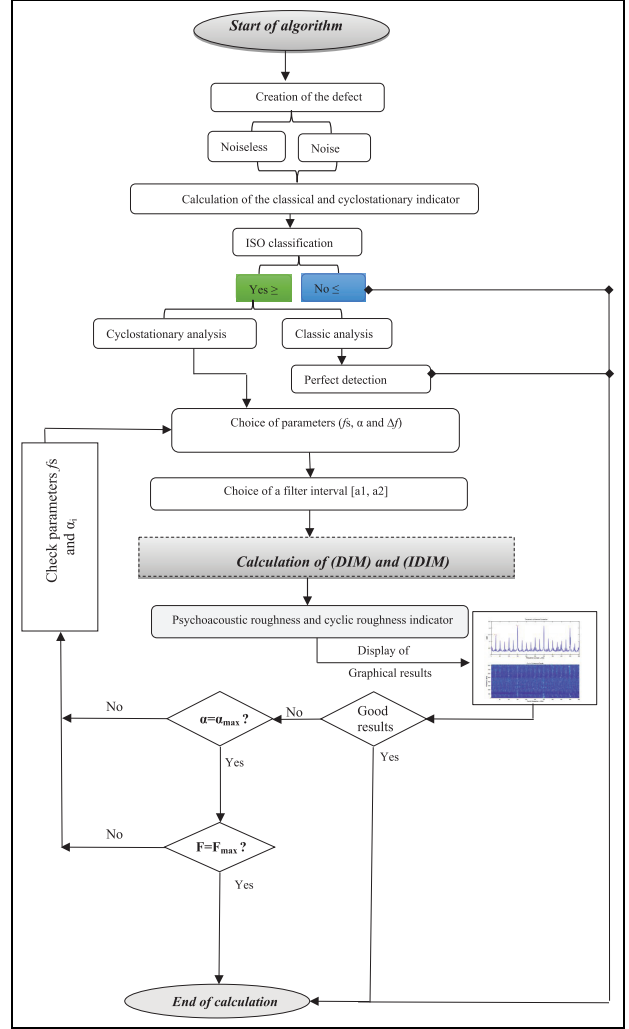 Start of algorithm
Creation of the defect
Noiseless
Noise
Calculation of the classical and cyclostationary indicator
ISO classification
Yes ≥
No ≤
Cyclostationary analysis
Classic analysis
Perfect detection
Choice of parameters (fs, α and Δf)
Check parameters fs
and αi
Choice of a filter interval [a1, a2]
Calculation of (DIM) and (IDIM)
Psychoacoustic roughness and cyclic roughness indicator
Display of
Graphical results
No
α=αmax ?
No
Good
results
Yes
Yes
No
F=Fmax ?
Yes
End of calculation